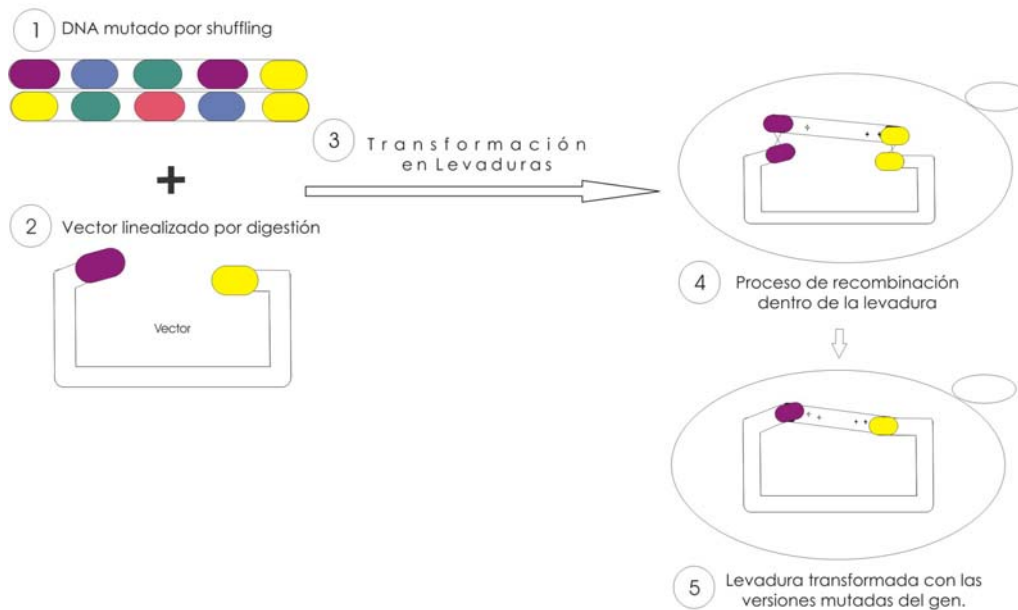 1 DNA mutado por shuffling
+
2 Vector linealizado por digestión
Vector
3 Transformación
en Levaduras
4 Proceso de recombinación
dentro de la levadura
5 Levadura transformada con las
versiones mutadas del gen.